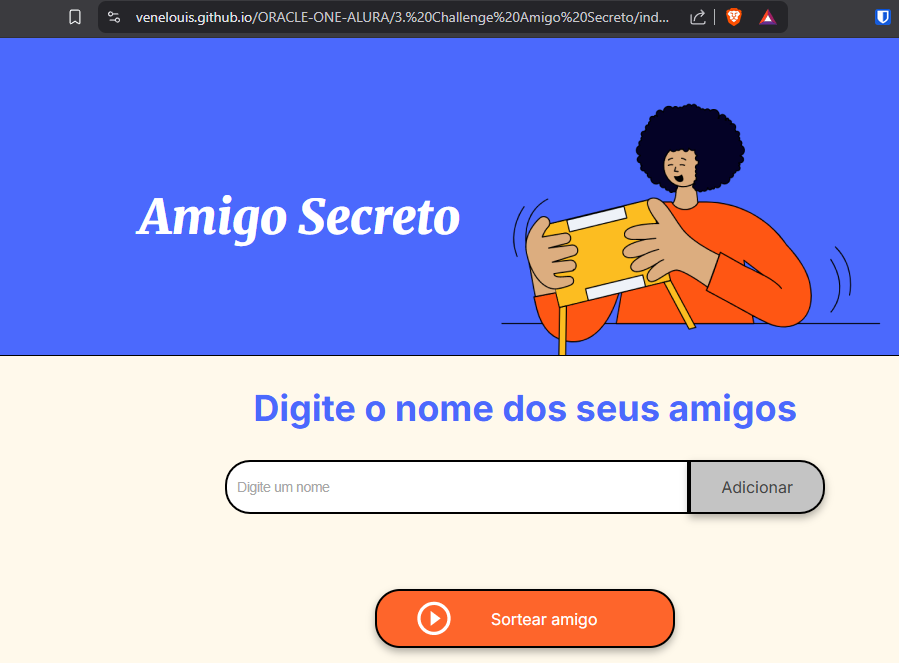 venelouis.github.io/ORACLE-ONE-ALURA/3.%20Challenge%20Amigo%20Secreto/ind...
Amigo Secreto
Digite o nome dos seus amigos
Digite um nome
Adicionar
Sortear amigo